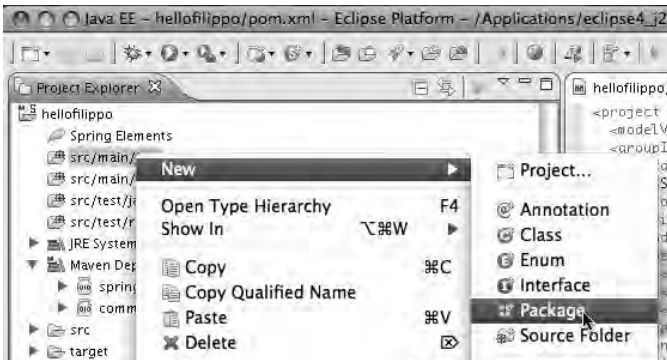 Java EE - hellofilippo/pom.xml - Eclipse Platform - /Applications/eclipse4_j2
Project Explorer
hellofilippo
hellofilippo
Spring Elements
src/main/
src/main/
src/test/j
src/test/r
JRE System
Maven Dep
spring
comm
src
target
New
Open Type Hierarchy F4
Show In ⌥⌘W
Copy ⌘C
Copy Qualified Name
Paste ⌘V
Delete ⌦
Project...
Annotation
Class
Enum
Interface
Package
Source Folder
<project
<modelV
<groupI